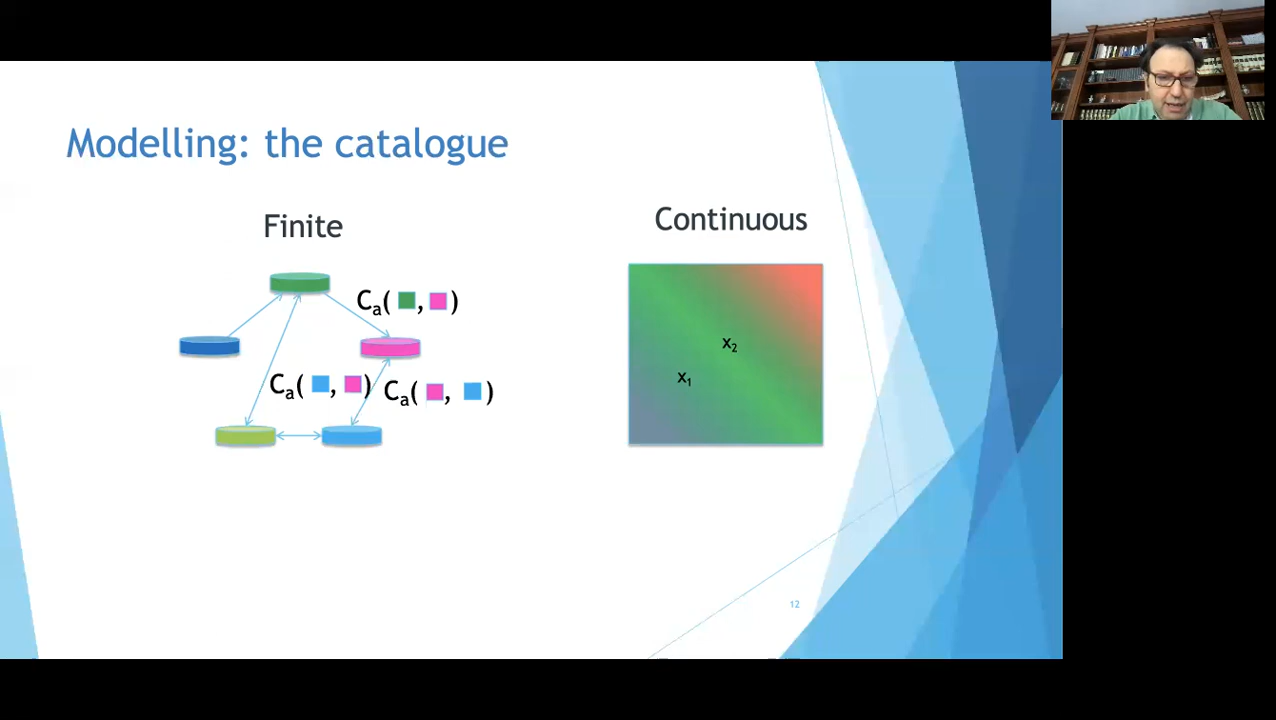 Modelling: the catalogue
Finite
Continuous
Cₐ( , )
Cₐ( , ) Cₐ( , )
x₂
x₁
12